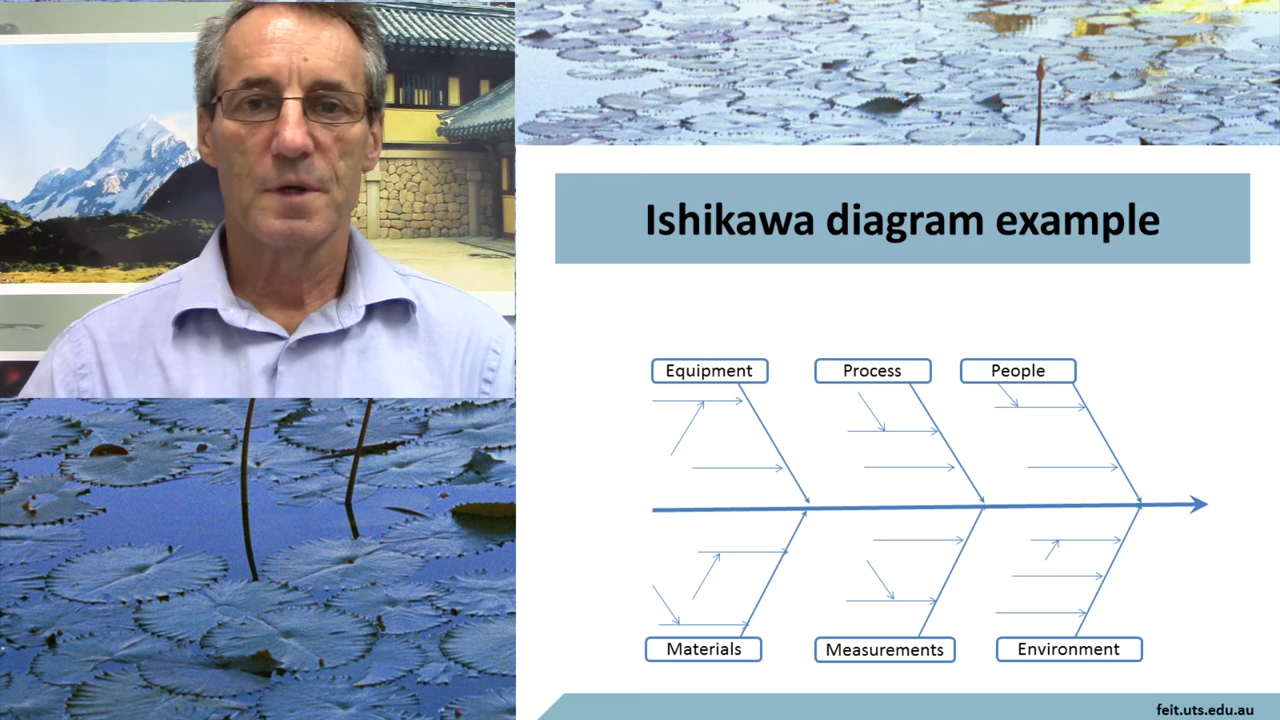 Ishikawa diagram example
Equipment
Process
People
Materials
Measurements
Environment
feit.uts.edu.au